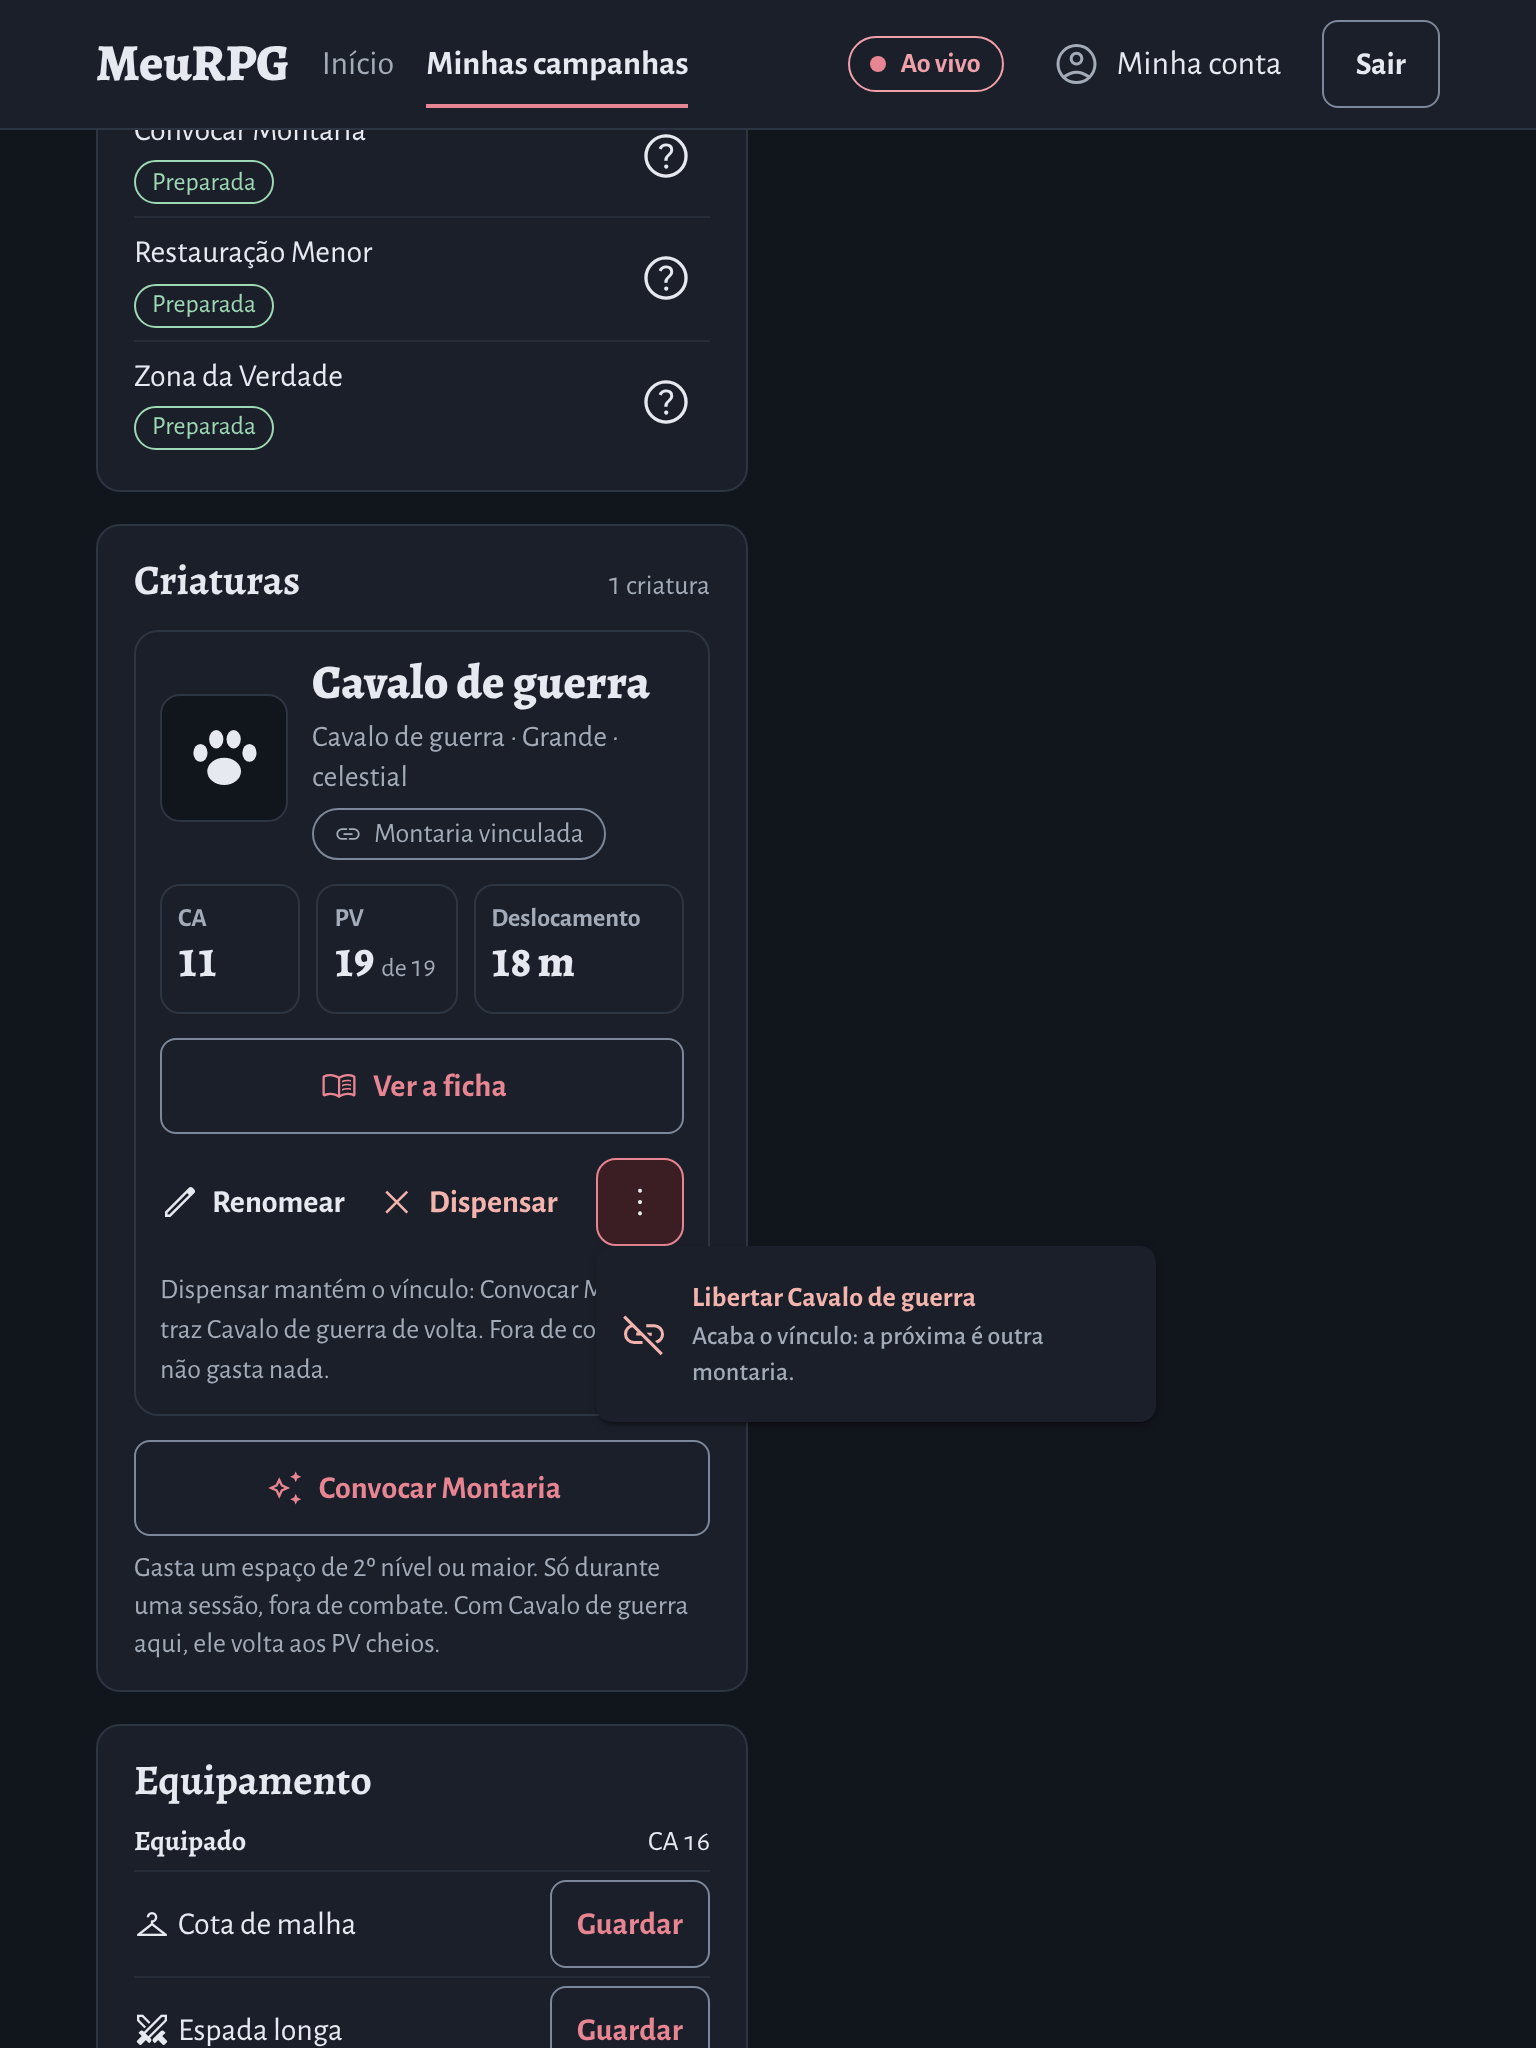 MeuRPG Início Minhas campanhas Ao vivo Minha conta Sair
Convocar Montaria
Preparada
Restauração Menor
Preparada
Zona da Verdade
Preparada
Criaturas 1 criatura
Cavalo de guerra
Cavalo de guerra · Grande ·
celestial
Montaria vinculada
CA PV Deslocamento
11 19 de 19 18 m
Ver a ficha
Renomear Dispensar
Dispensar mantém o vínculo: Convocar
traz Cavalo de guerra de volta. Fora de
não gasta nada.
Libertar Cavalo de guerra
Acaba o vínculo: a próxima é outra
montaria.
Convocar Montaria
Gasta um espaço de 2º nível ou maior. Só durante
uma sessão, fora de combate. Com Cavalo de guerra
aqui, ele volta aos PV cheios.
Equipamento
Equipado CA 16
Cota de malha Guardar
Espada longa Guardar